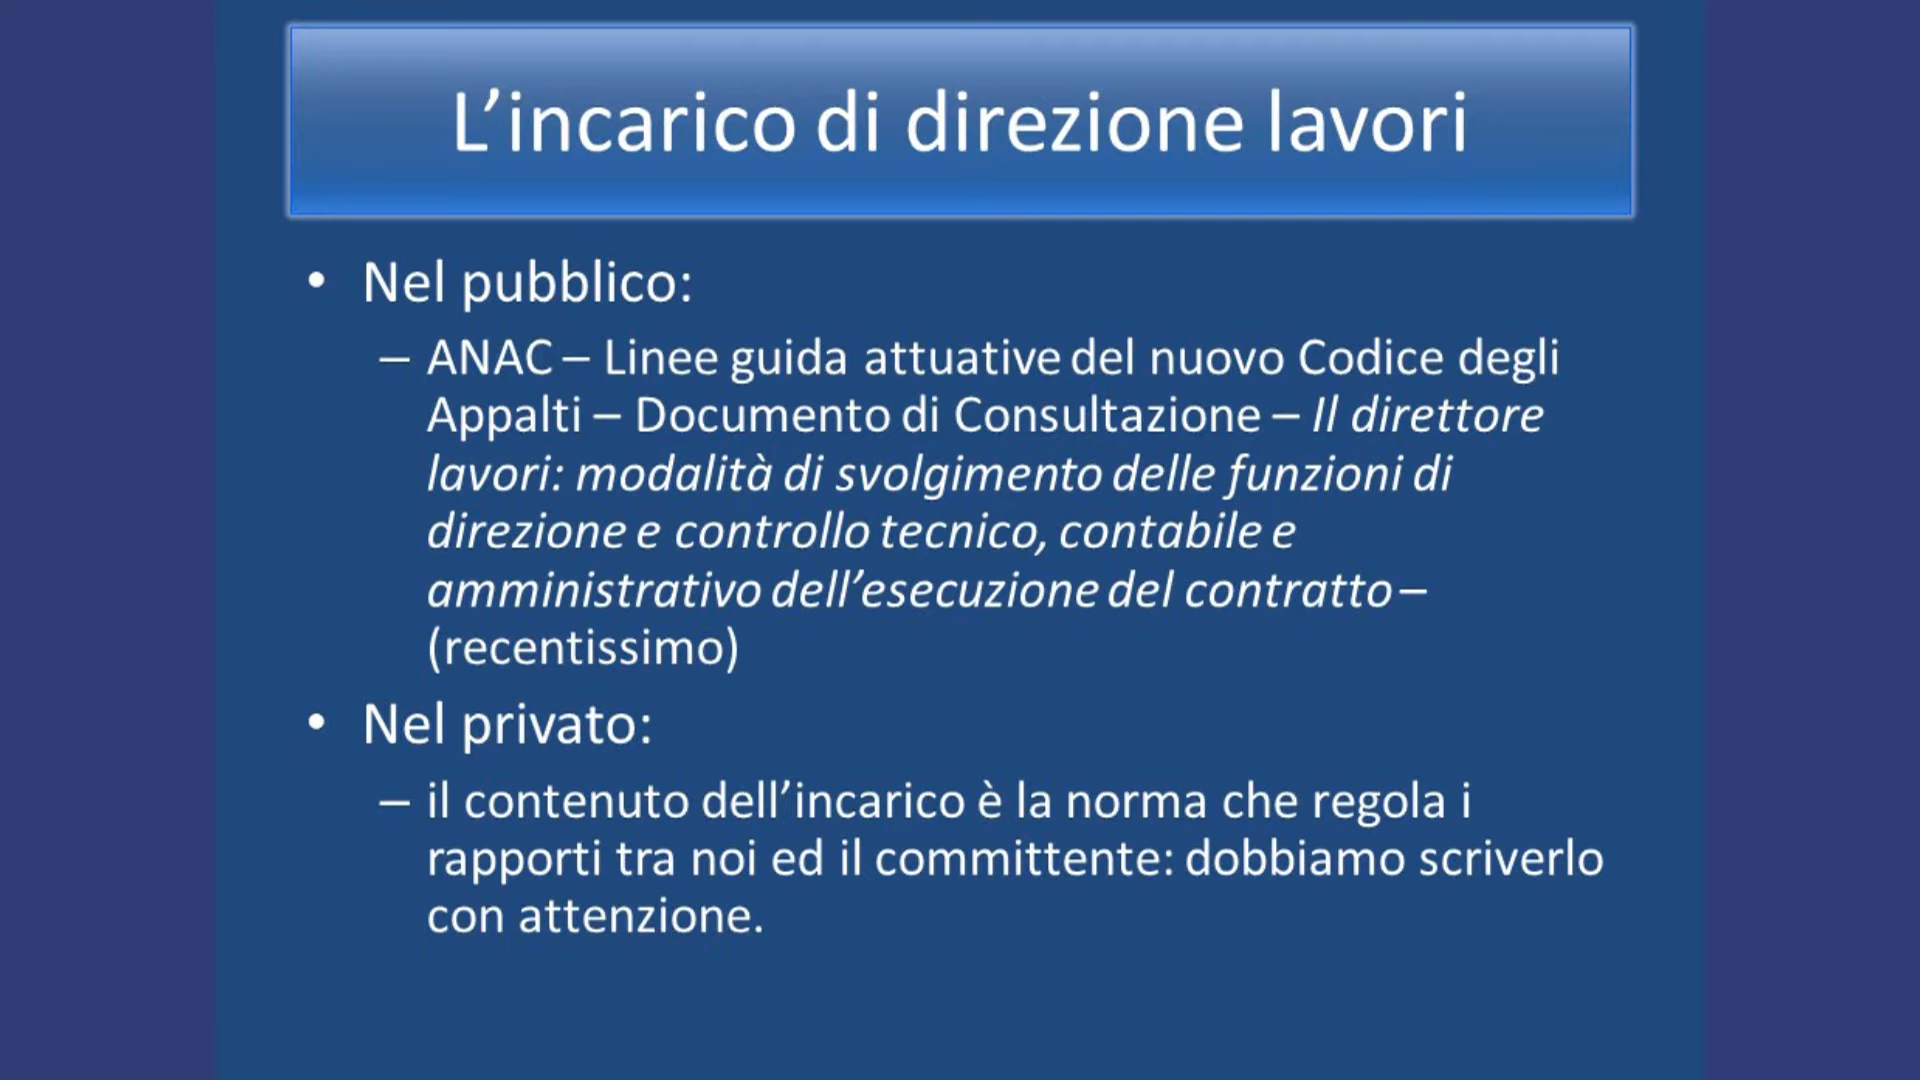 L’incarico di direzione lavori
• Nel pubblico:
– ANAC – Linee guida attuative del nuovo Codice degli
Appalti – Documento di Consultazione – Il direttore
lavori: modalità di svolgimento delle funzioni di
direzione e controllo tecnico, contabile e
amministrativo dell’esecuzione del contratto –
(recentissimo)
• Nel privato:
– il contenuto dell’incarico è la norma che regola i
rapporti tra noi ed il committente: dobbiamo scriverlo
con attenzione.